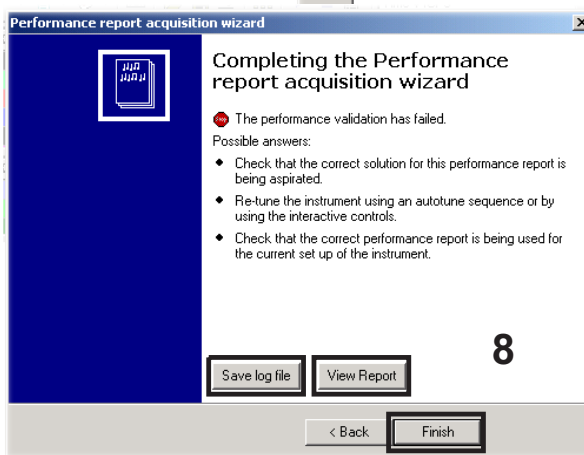 Performance report acquisition wizard
Completing the Performance
report acquisition wizard
The performance validation has failed.
Possible answers:
• Check that the correct solution for this performance report is
being aspirated.
• Re-tune the instrument using an autotune sequence or by
using the interactive controls.
• Check that the correct performance report is being used for
the current set up of the instrument.
8
Save log file View Report
< Back Finish